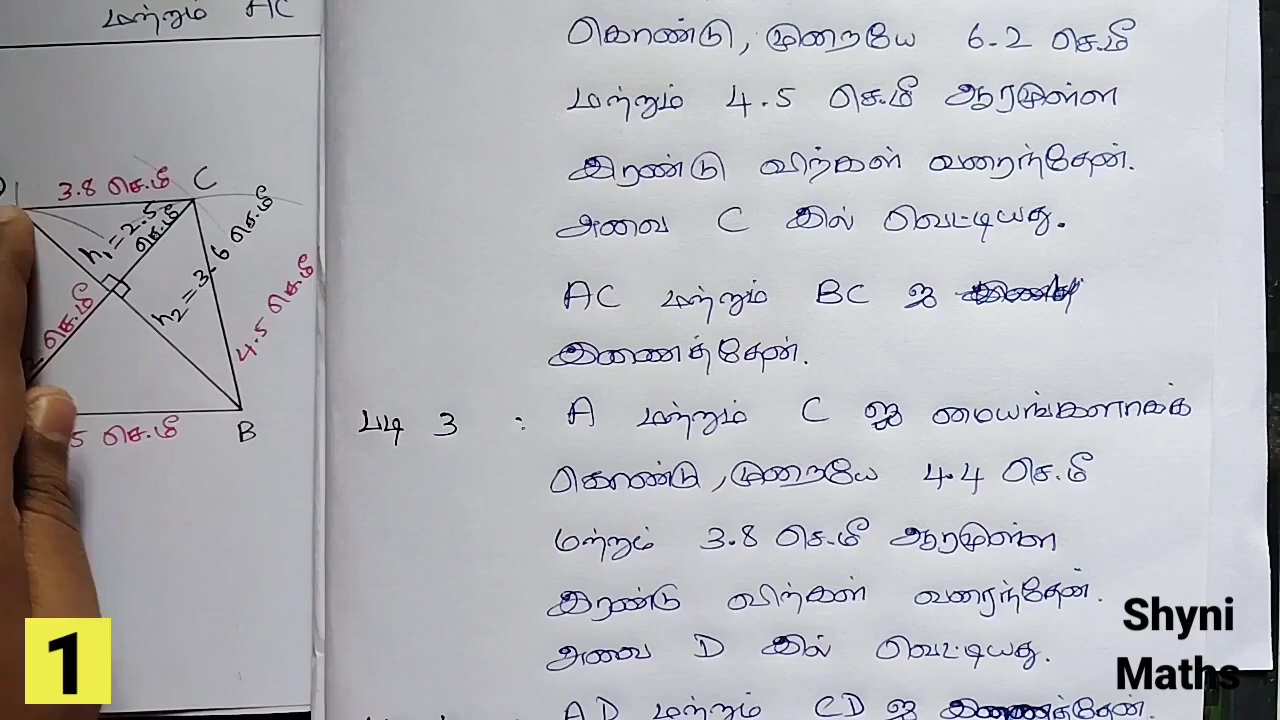 மற்றும் AC
3.8 செ.மீ
C
h₁ = 2.5
செ.மீ
h₂ = 3.6 செ.மீ
4.5 செ.மீ
செ.மீ
5 செ.மீ
B
கொண்டு, முறையே 6.2 செ.மீ
மற்றும் 4.5 செ.மீ ஆரமுள்ள
இரண்டு விற்கள் வரைந்தேன்.
அவை C இல் வெட்டியது.
AC மற்றும் BC ஐ
இணைத்தேன்.
படி 3 : A மற்றும் C ஐ மையங்களாகக்
கொண்டு, முறையே 4.4 செ.மீ
மற்றும் 3.8 செ.மீ ஆரமுள்ள
இரண்டு விற்கள் வரைந்தேன்.
அவை D இல் வெட்டியது.
AD மற்றும் CD ஐ இணைத்தேன்.
1
Shyni
Maths